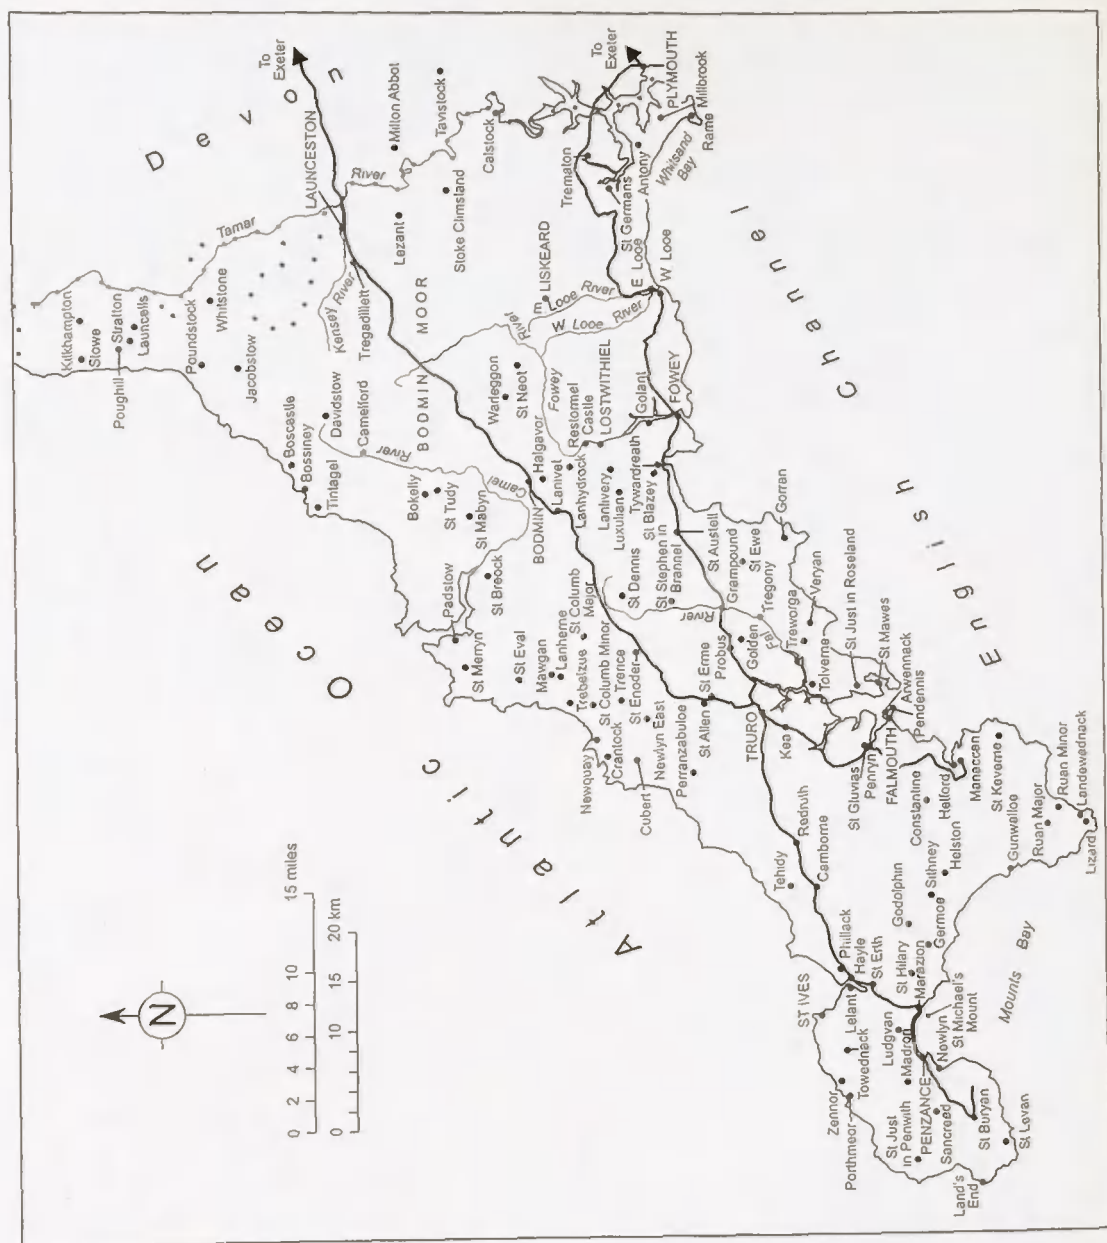 Devon
To
Exeter
LAUNCESTON
Tamar
River
Milton Abbot
Tavistock
Calstock
Stoke Climsland
Lezant
Kilkhampton
Stowe
Stratton
Launcells
Poughill
Poundstock
Whitstone
Jacobstow
Kensey River
Tregadillett
Boscastle
Bossiney
Tintagel
Davidstow
Camelford
River
Camel
BODMIN MOOR
To
Exeter
PLYMOUTH
Millbrook
Rame
Whitsand
Bay
Antony
Trematon
St Germans
E Looe
W Looe
LISKEARD
E Looe River
W Looe River
River
Fowey
Warleggon
St Neot
Bokelly
St Tudy
St Mabyn
BODMIN
Halgavor
Lanivet
Lanhydrock
Restormel
Castle
LOSTWITHIEL
Golant
FOWEY
Lanlivery
Luxulian
Tywardreath
St Blazey
St Austell
Padstow
St Breock
St Merryn
St Eval
Mawgan
Lanherne
St Columb
Major
Trebelzue
St Columb Minor
Trerice
St Enoder
Newlyn East
Newquay
Crantock
Cubert
Perranzabuloe
St Allen
St Erme
Probus
St Dennis
St Stephen in
Brannel
River
Fal
Grampound
St Ewe
Gorran
Golden
Tregony
Treworga
Veryan
Tolverne
St Just in Roseland
St Mawes
TRURO
Kea
St Gluvias
Penryn
FALMOUTH
Arwennack
Pendennis
Constantine
Helford
Manaccan
St Keverne
Ruan Major
Ruan Minor
Landewednack
Lizard
Gunwalloe
Helston
Sithney
Godolphin
Germoe
Redruth
Tehidy
Camborne
Phillack
Hayle
St Erth
St Hilary
Marazion
St Michael's
Mount
Mounts Bay
ST IVES
Lelant
Towednack
Zennor
Porthmeor
Ludgvan
Madron
Newlyn
PENZANCE
St Just
in Penwith
Sancreed
St Buryan
St Levan
Land's
End
Atlantic Ocean
English Channel
N
0 2 4 6 8 10 15 miles
0 10 15 20 km